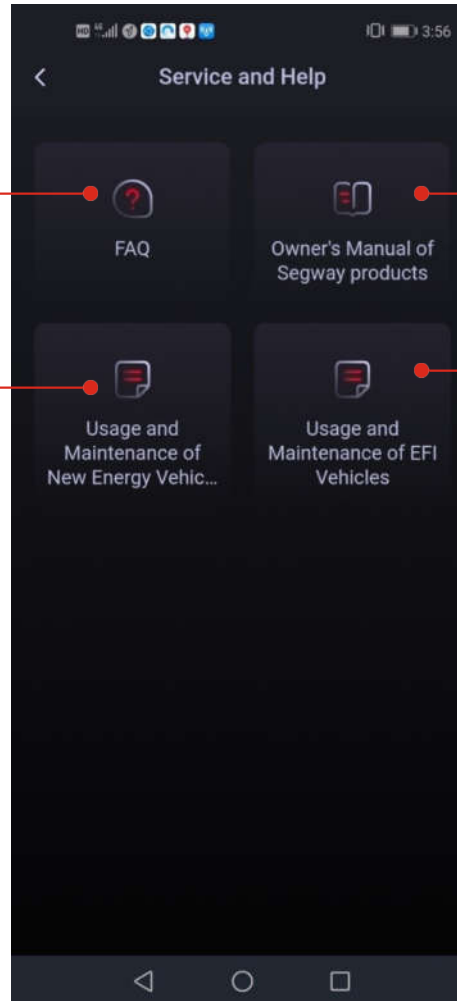 HD 3:56
Service and Help
FAQ
Owner's Manual of
Segway products
Usage and
Maintenance of
New Energy Vehic...
Usage and
Maintenance of EFI
Vehicles